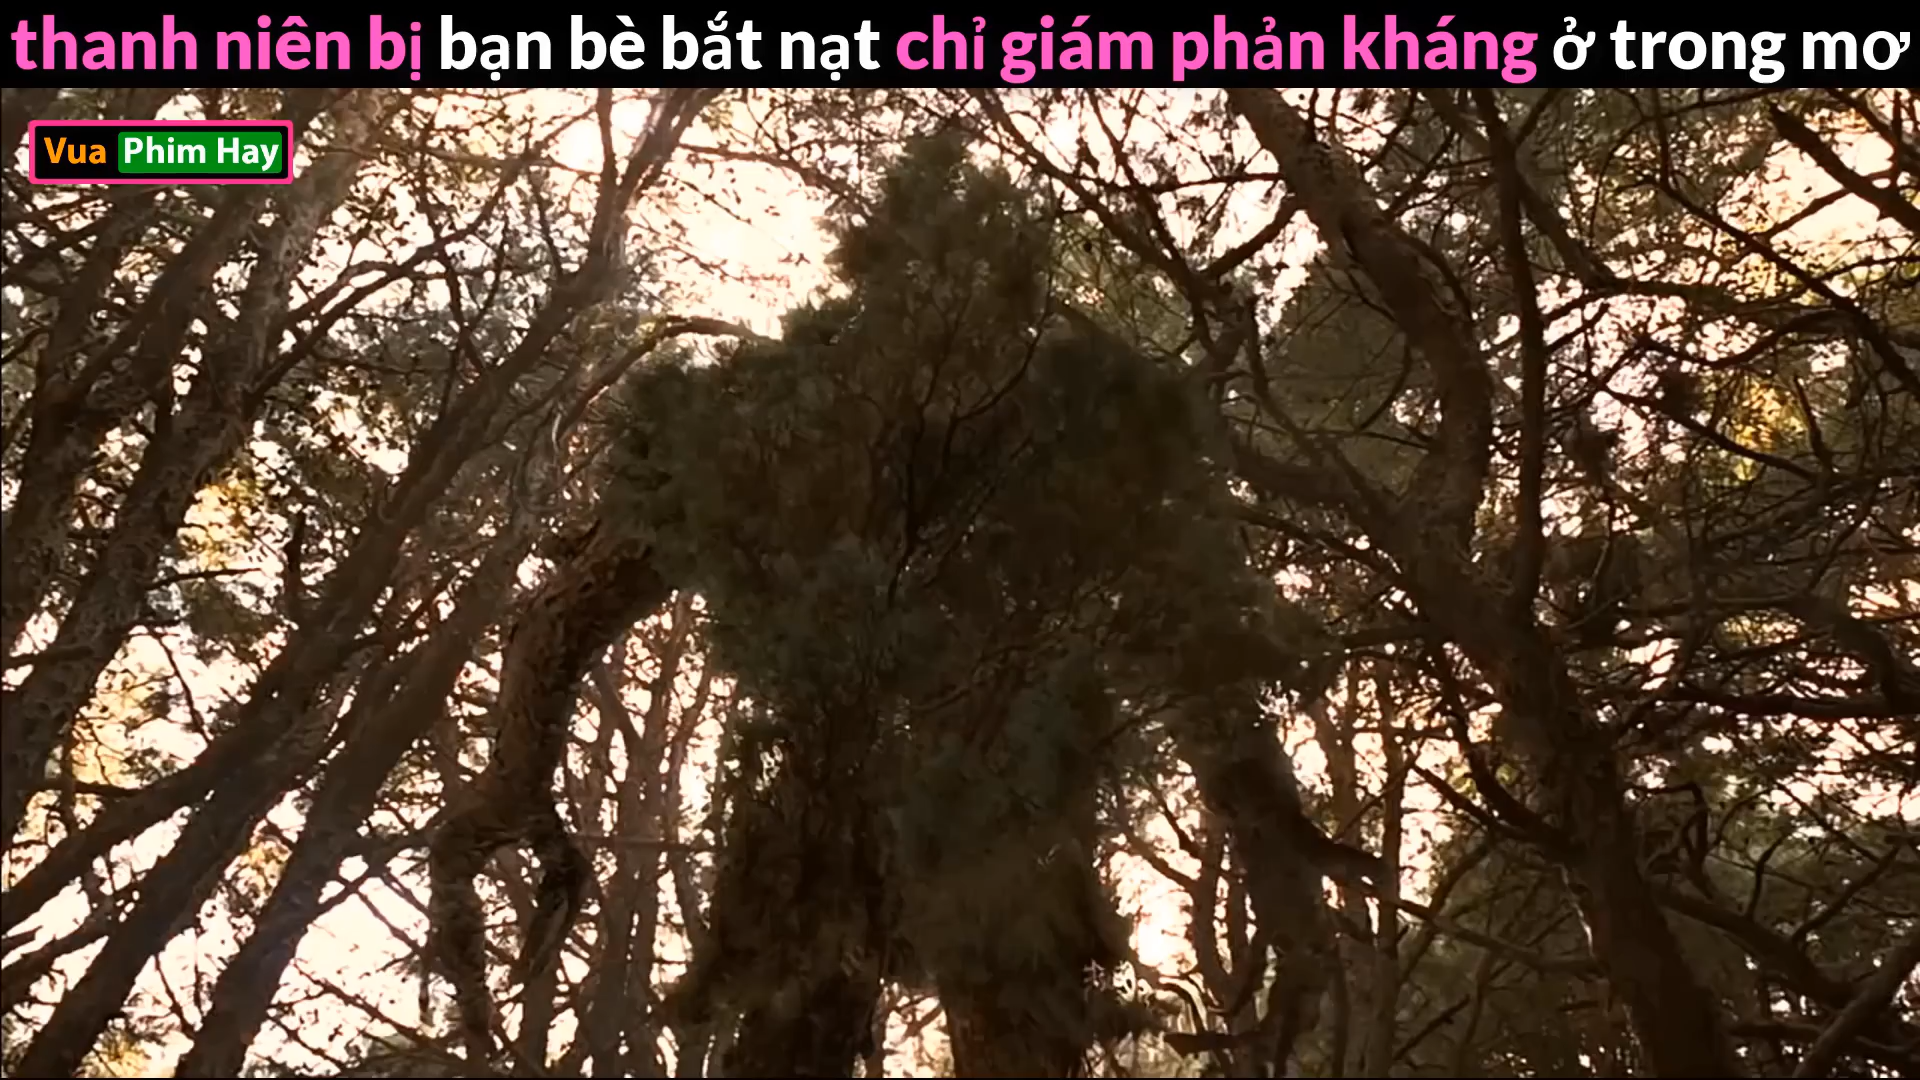 thanh niên bị bạn bè bắt nạt chỉ giám phản kháng ở trong mơ
Vua Phim Hay